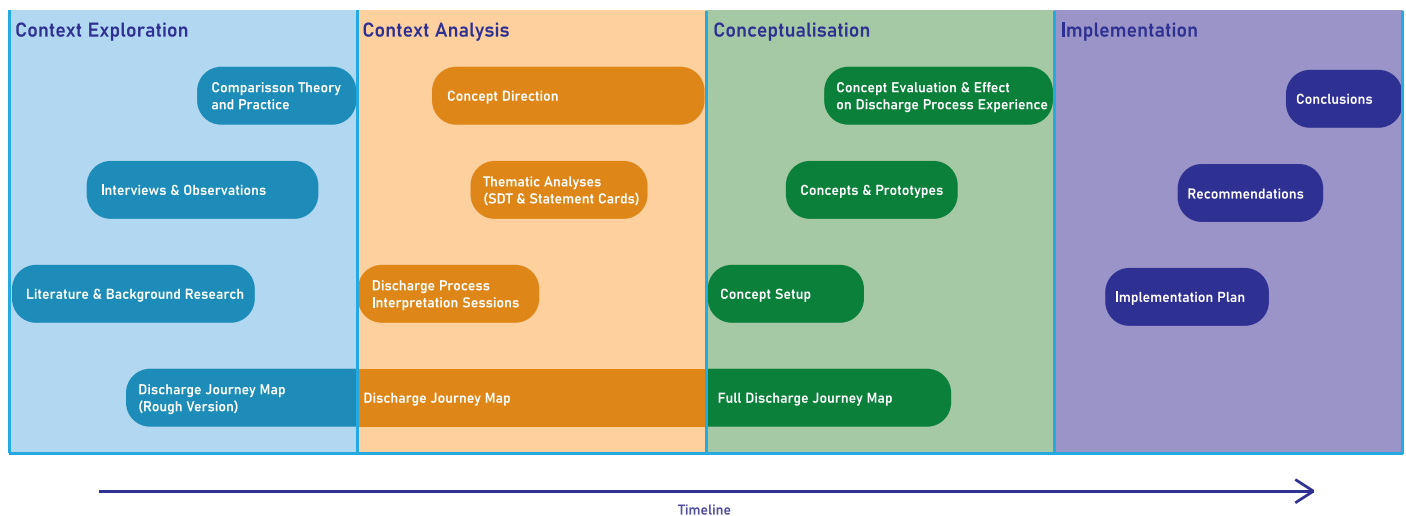 Context Exploration
Comparisson Theory
and Practice
Interviews & Observations
Literature & Background Research
Discharge Journey Map
(Rough Version)
Context Analysis
Concept Direction
Thematic Analyses
(SDT & Statement Cards)
Discharge Process
Interpretation Sessions
Discharge Journey Map
Conceptualisation
Concept Evaluation & Effect
on Discharge Process Experience
Concepts & Prototypes
Concept Setup
Full Discharge Journey Map
Implementation
Conclusions
Recommendations
Implementation Plan
Timeline